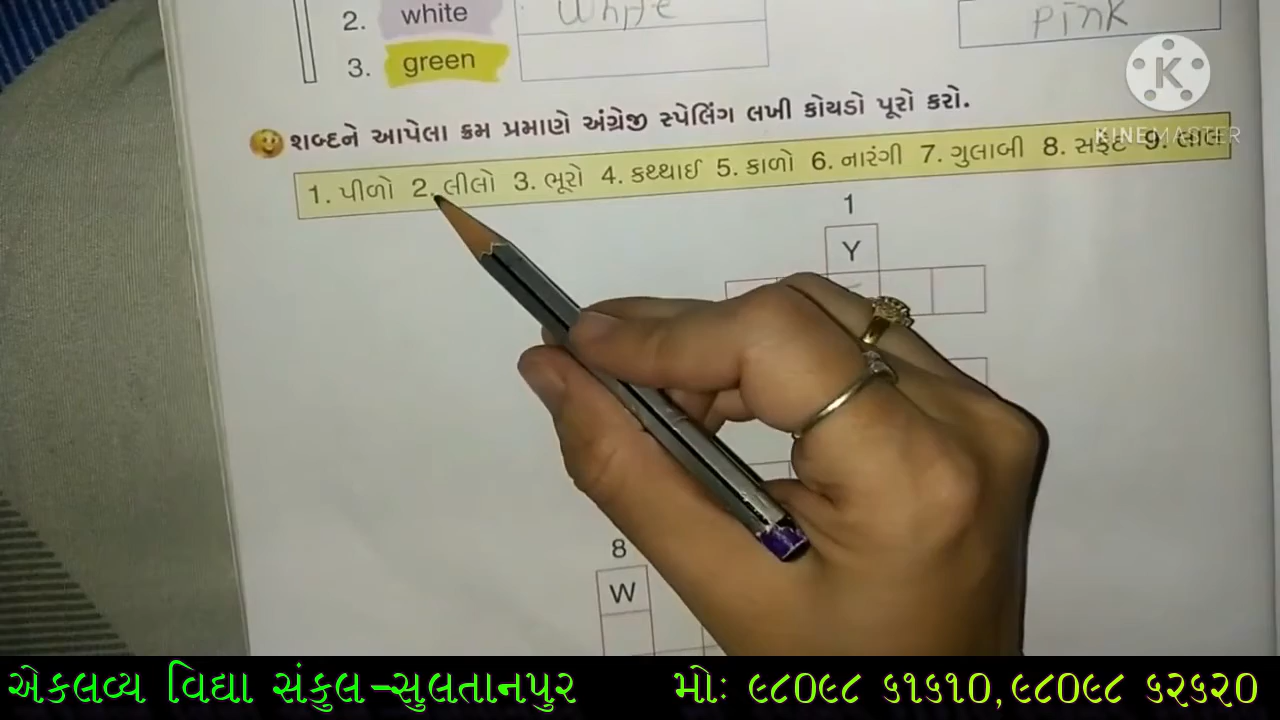 2. white White
Pink
3. green
શબ્દને આપેલા ક્રમ પ્રમાણે અંગ્રેજી સ્પેલિંગ લખી કોયડો પૂરો કરો.
K
KINEMASTER
1. પીળો 2. લીલો 3. ભૂરો 4. કથ્થાઈ 5. કાળો 6. નારંગી 7. ગુલાબી 8. સફેદ 9. લાલ
1
Y
8
W
એકલવ્ય વિદ્યા સંકુલ-સુલતાનપુર મોઃ ૯૮૦૯૮ ૬૧૬૧૦,૯૮૦૯૮ ૬૨૬૨૦